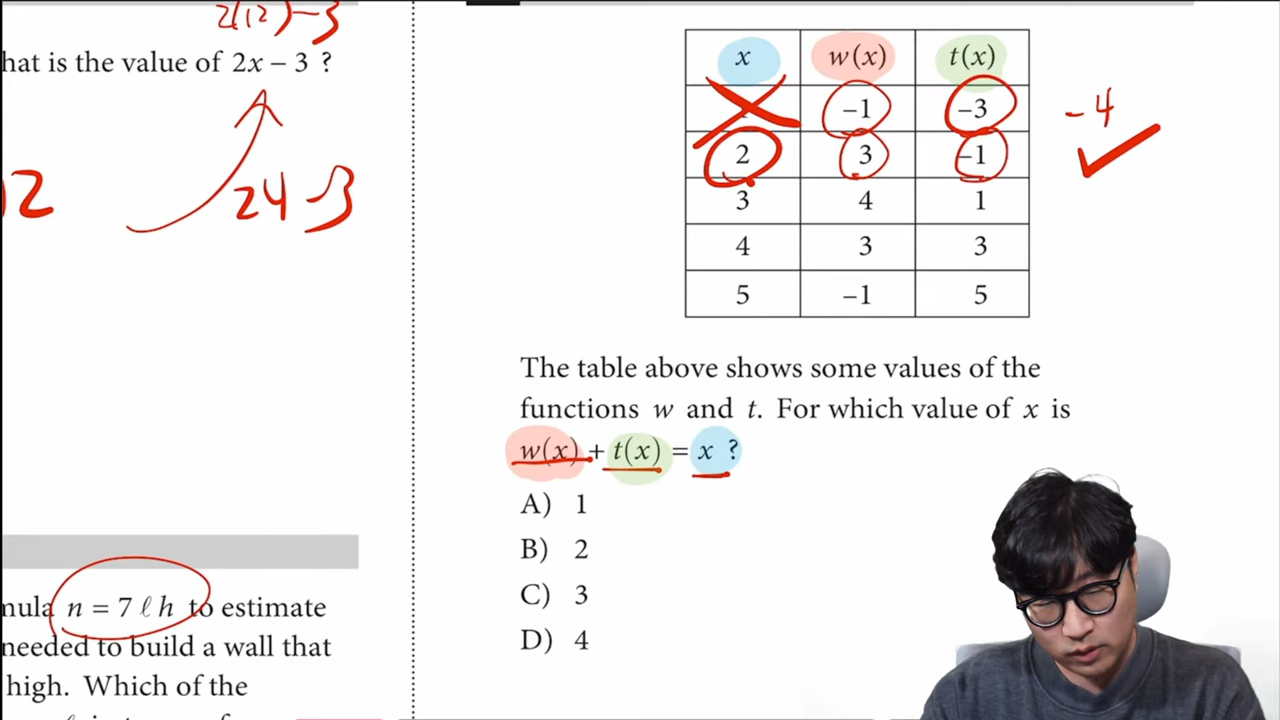 2(12)-3
hat is the value of 2x − 3 ?
12
24-3
nula n = 7 ℓ h to estimate
needed to build a wall that
high. Which of the
x w(x) t(x)
–1 –3 -4
2 3 –1
3 4 1
4 3 3
5 –1 5
The table above shows some values of the
functions w and t. For which value of x is
w(x) + t(x) = x ?
A) 1
B) 2
C) 3
D) 4